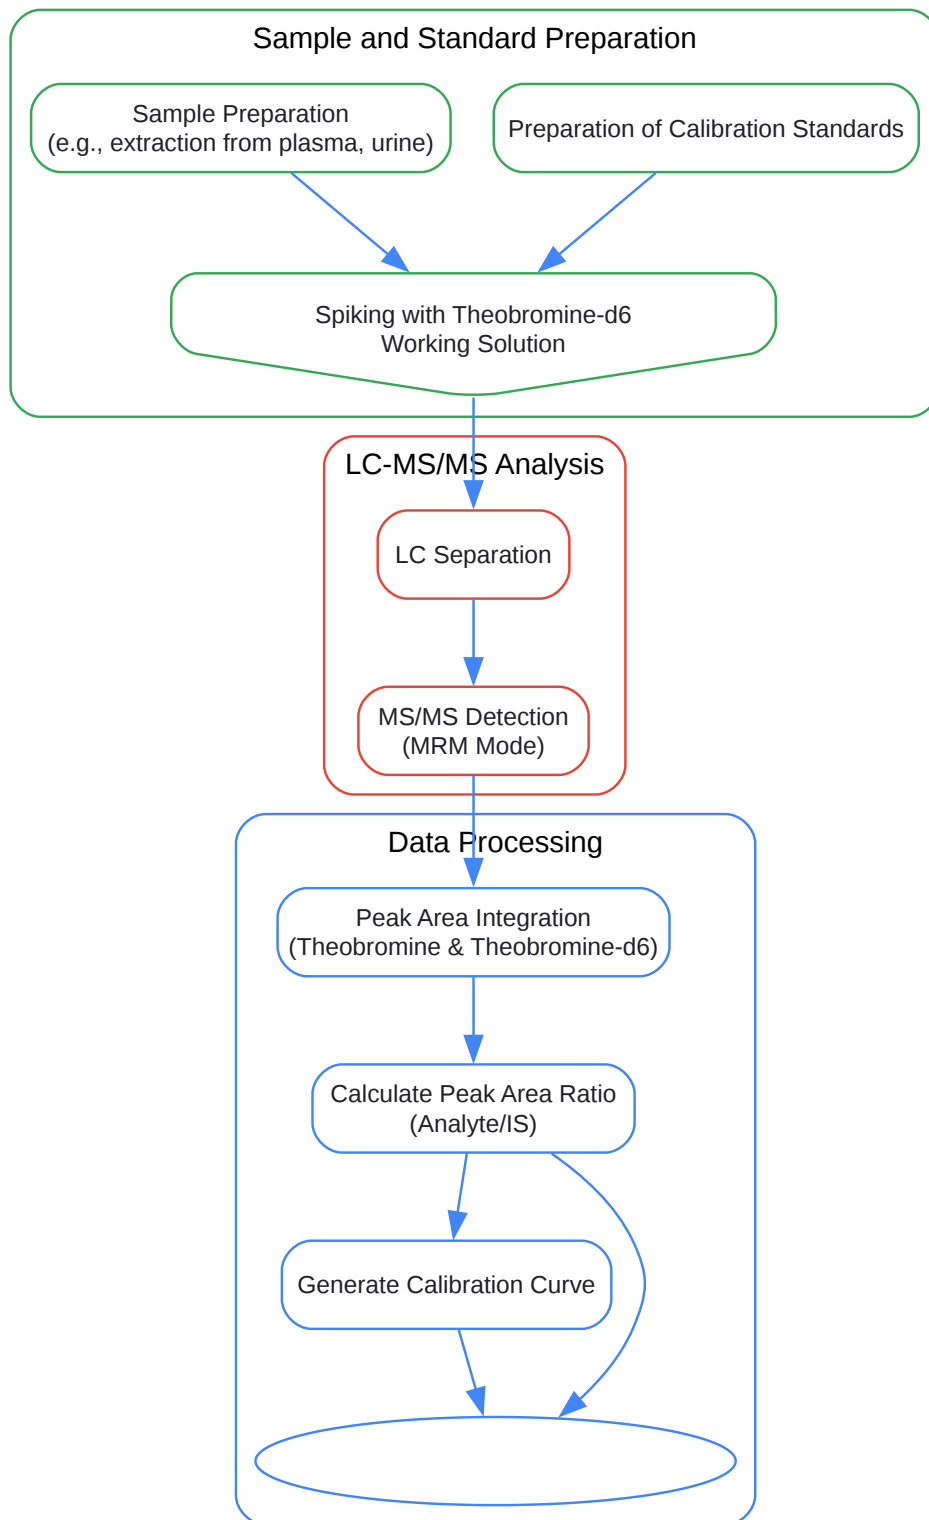 Sample and Standard Preparation
Sample Preparation
(e.g., extraction from plasma, urine)
Preparation of Calibration Standards
Spiking with Theobromine-d6
Working Solution
LC-MS/MS Analysis
LC Separation
MS/MS Detection
(MRM Mode)
Data Processing
Peak Area Integration
(Theobromine & Theobromine-d6)
Calculate Peak Area Ratio
(Analyte/IS)
Generate Calibration Curve